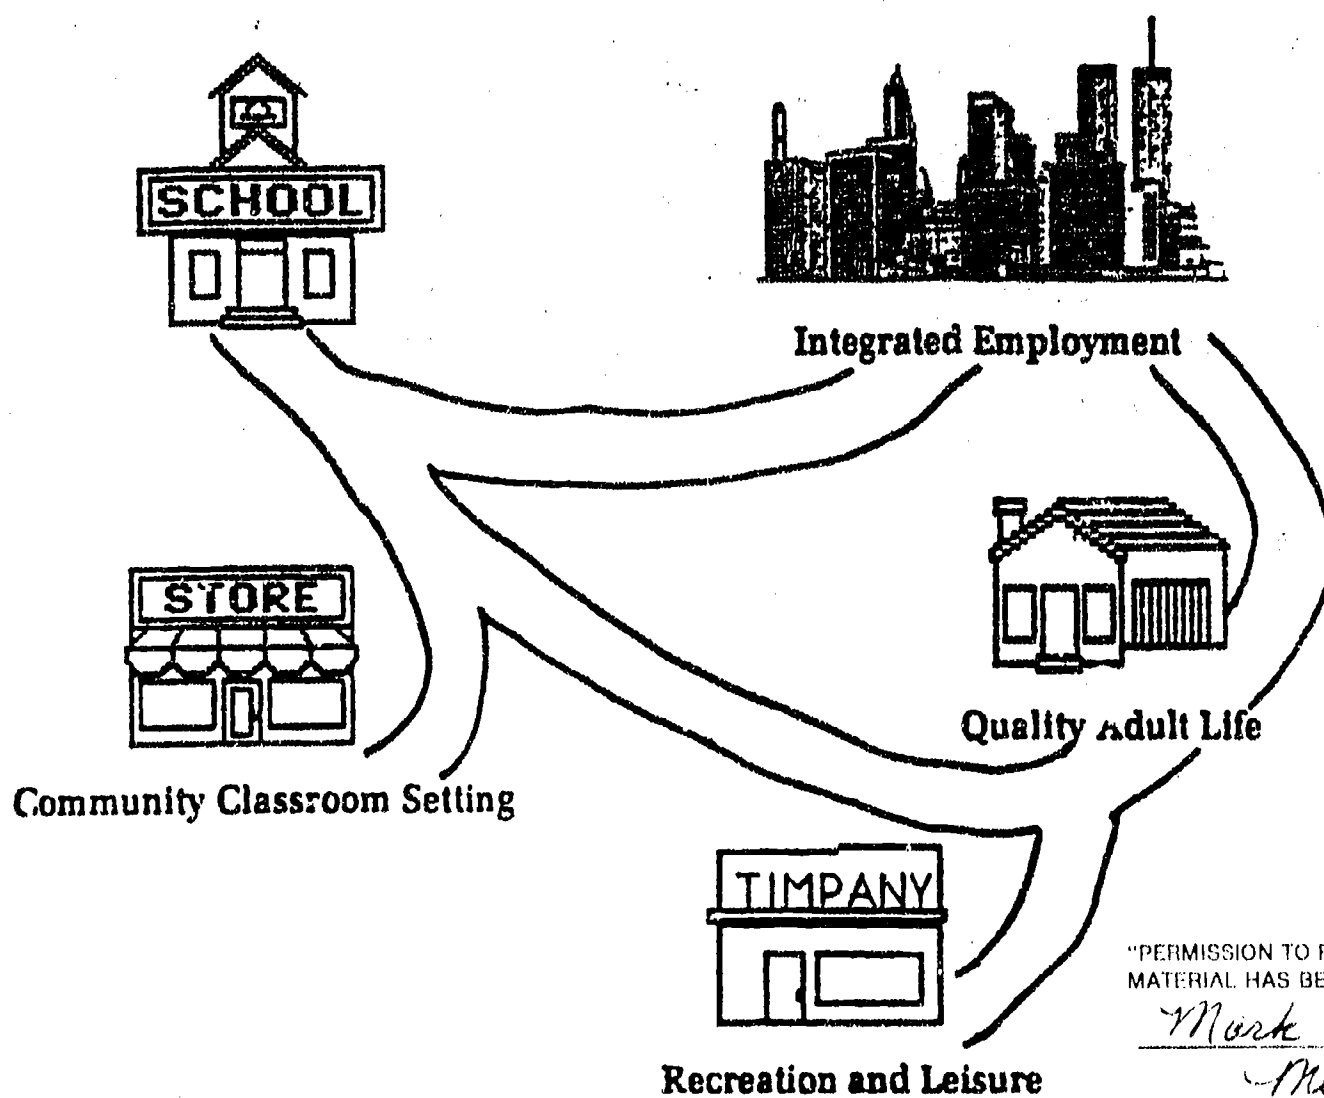 SCHOOL
Integrated Employment
STORE
Quality Adult Life
Community Classroom Setting
TIMPANY
"PERMISSION TO
MATERIAL HAS BE
Mark
Recreation and Leisure